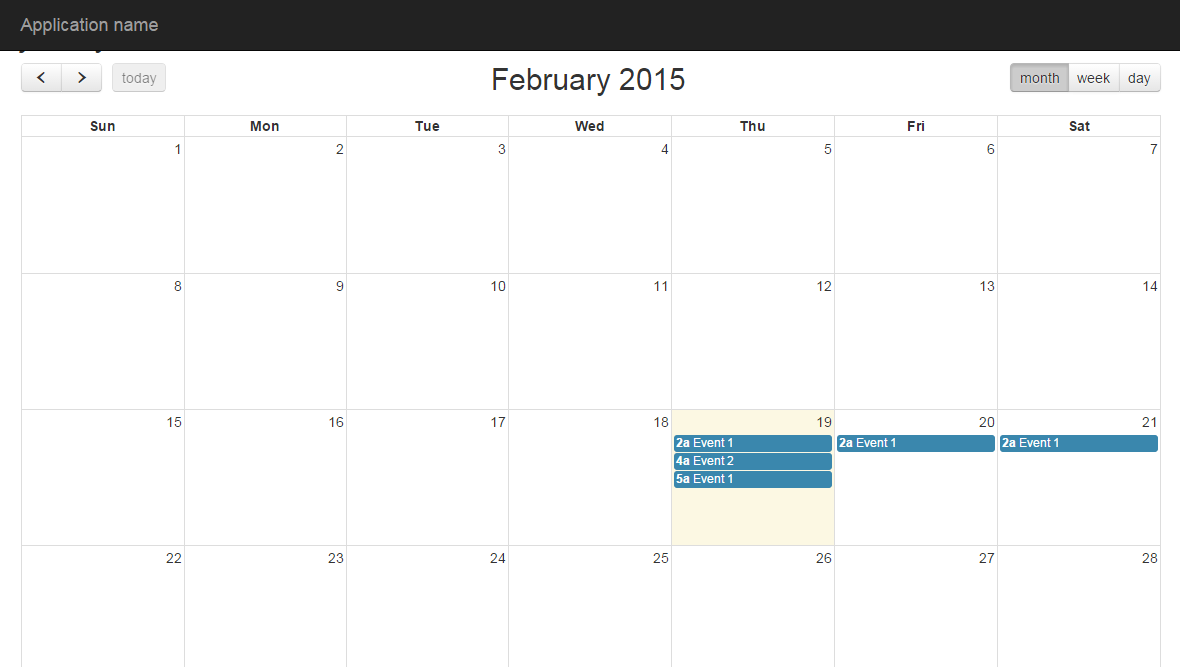 Application name
today
February 2015
month week day
Sun Mon Tue Wed Thu Fri Sat
1 2 3 4 5 6 7
8 9 10 11 12 13 14
15 16 17 18 19 20 21
2a Event 1 2a Event 1 2a Event 1
4a Event 2
5a Event 1
22 23 24 25 26 27 28